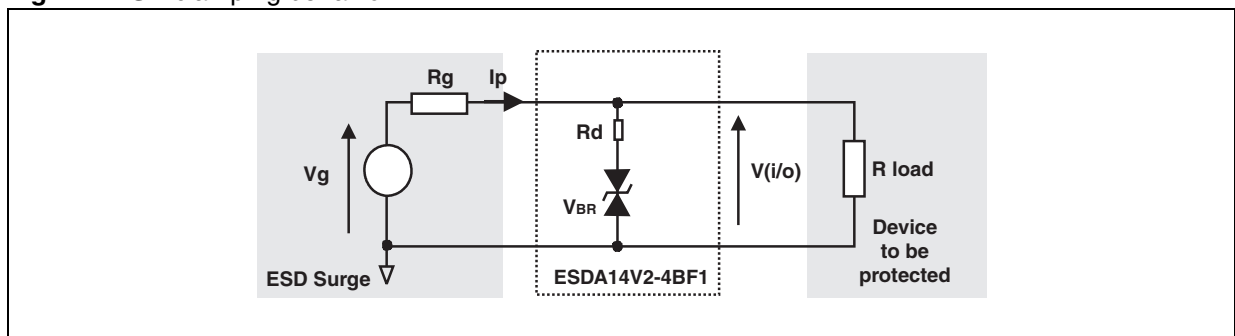 Rg
Ip
Rd
Vg
V(i/o)
R load
VBR
Device
to be
protected
ESD Surge
ESDA14V2-4BF1